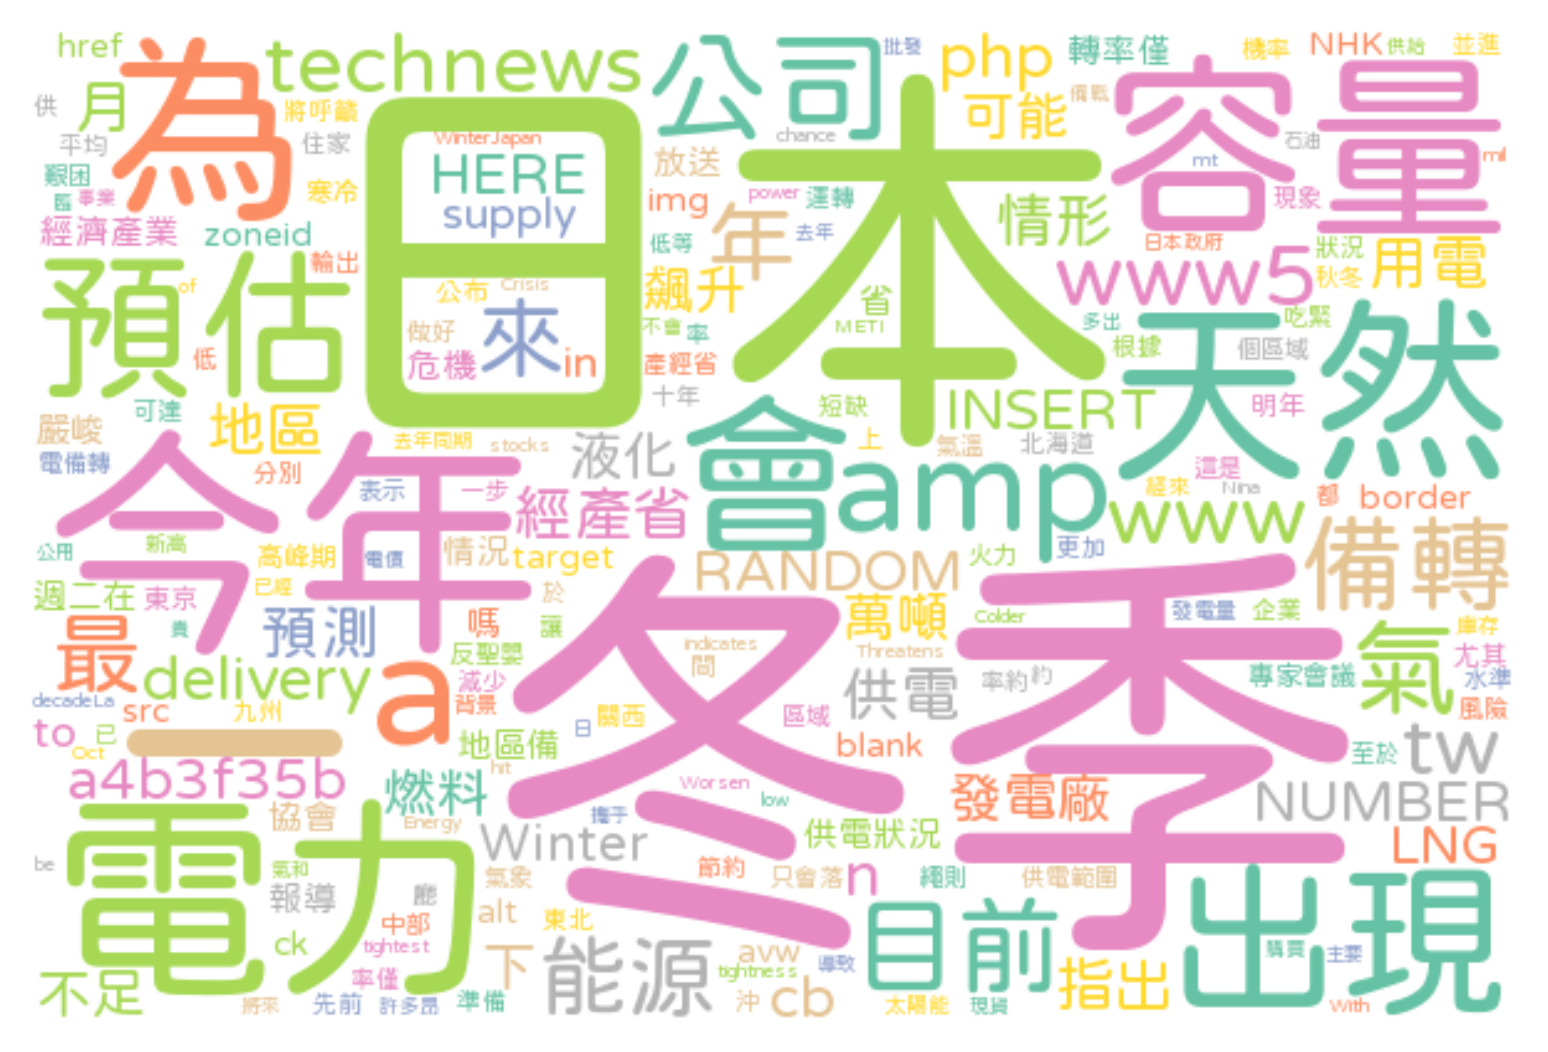 href
technews
公司
批發
php
轉率僅
機率
NHK
供給
並進
供
月
將呼籲
為
日本
WinterJapan
chance
可能
備戰
容量
平均
住家
HERE
放送
mt
石油
ml
艱困
事業
寒冷
supply
img
power
運轉
情形
現象
經濟產業
zoneid
低等
年
去年
日本政府
狀況
用電
預估
of
輸出
公布
Crisis
飆升
省
www5
秋冬
低
做好
來
不會
率
METI
多出
吃緊
危機
in
產經省
根據
天然
個區域
可達
地區
十年
短缺
INSERT
明年
嚴峻
去年同期
stocks
液化
會
上
氣溫
北海道
電備轉
分別
今年
表示
一步
經產省
amp
經來
這是
Nina
都
border
www
公用
新高
高峰期
電價
情況
target
RANDOM
火力
更加
備轉
週二在
東京
已經
於
萬噸
Colder
發電量
企業
貴
預測
嗎
讓
冬季
indicates
Threatens
庫存
最
delivery
a
反聖嬰
減少
間
供電
率約
約
專家會議
氣
尤其
水準
decadeLa
src
九州
背景
關西
區域
風險
to
已
一
地區備
日
blank
至於
tw
Oct
a4b3f35b
燃料
hit
Worsen
low
發電廠
NUMBER
電力
協會
Energy
攜手
供電狀況
Winter
LNG
be
氣和
報導
廳
氣象
節約
只會落
n
繩則
供電範圍
出現
中部
alt
東北
目前
ck
tightest
下
能源
avw
tightness
導致
指出
購買
主要
不足
率僅
將來
先前
許多昂
準備
沖
cb
太陽能
現貨
With